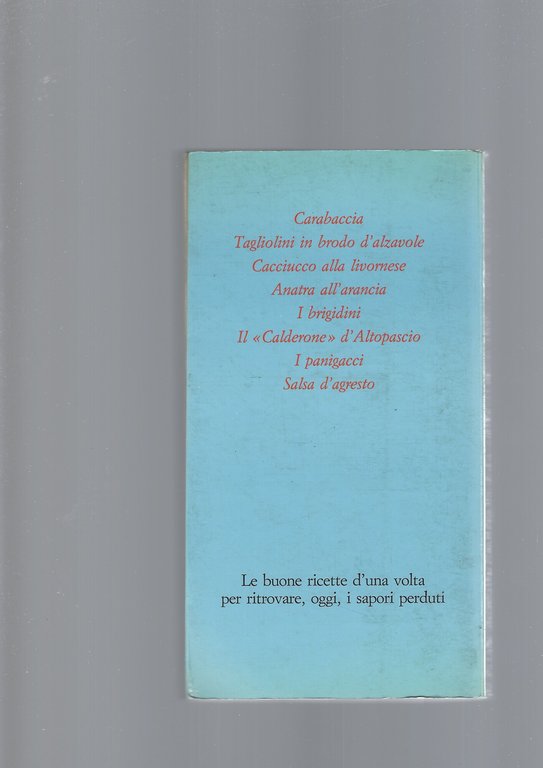 Carabaccia
Tagliolini in brodo d'alzavole
Cacciucco alla livornese
Anatra all'arancia
I brigidini
Il «Calderone» d'Altopascio
I panigacci
Salsa d'agresto
Le buone ricette d'una volta
per ritrovare, oggi, i sapori perduti